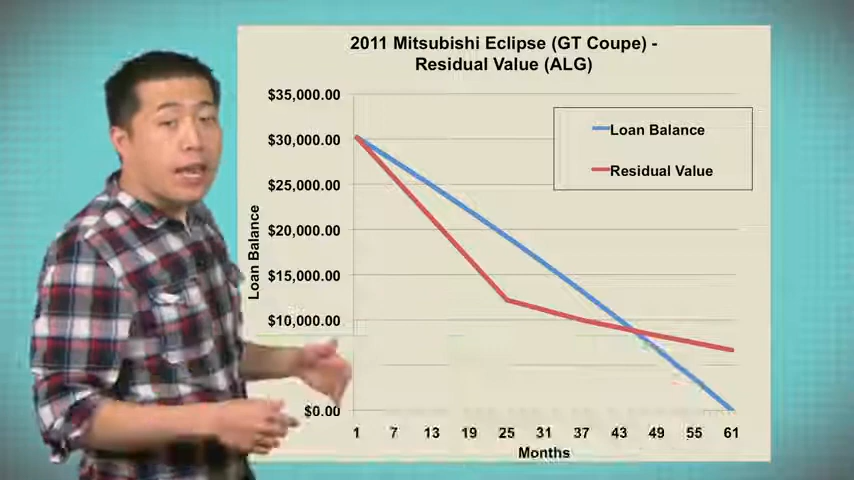 2011 Mitsubishi Eclipse (GT Coupe) -
Residual Value (ALG)
$35,000.00
$30,000.00
$25,000.00
$20,000.00
$15,000.00
$10,000.00
$0.00
Loan Balance
Loan Balance
Residual Value
1 7 13 19 25 31 37 43 49 55 61
Months